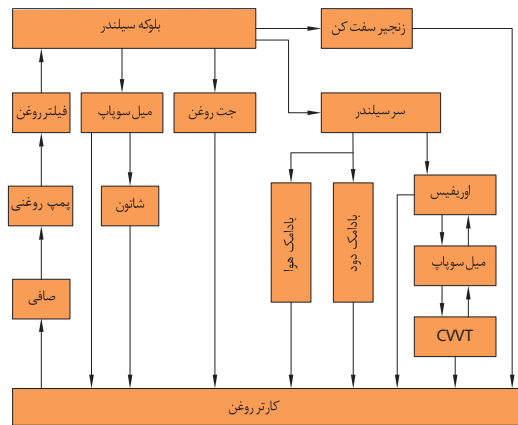 بلوکه سیلندر
زنجیر سفت کن
فیلتر روغن
میل سوپاپ
جت روغن
سر سیلندر
پمپ روغنی
شاتون
بادامک هوا
بادامک دود
اوریفیس
میل سوپاپ
صافی
CVVT
کارتر روغن